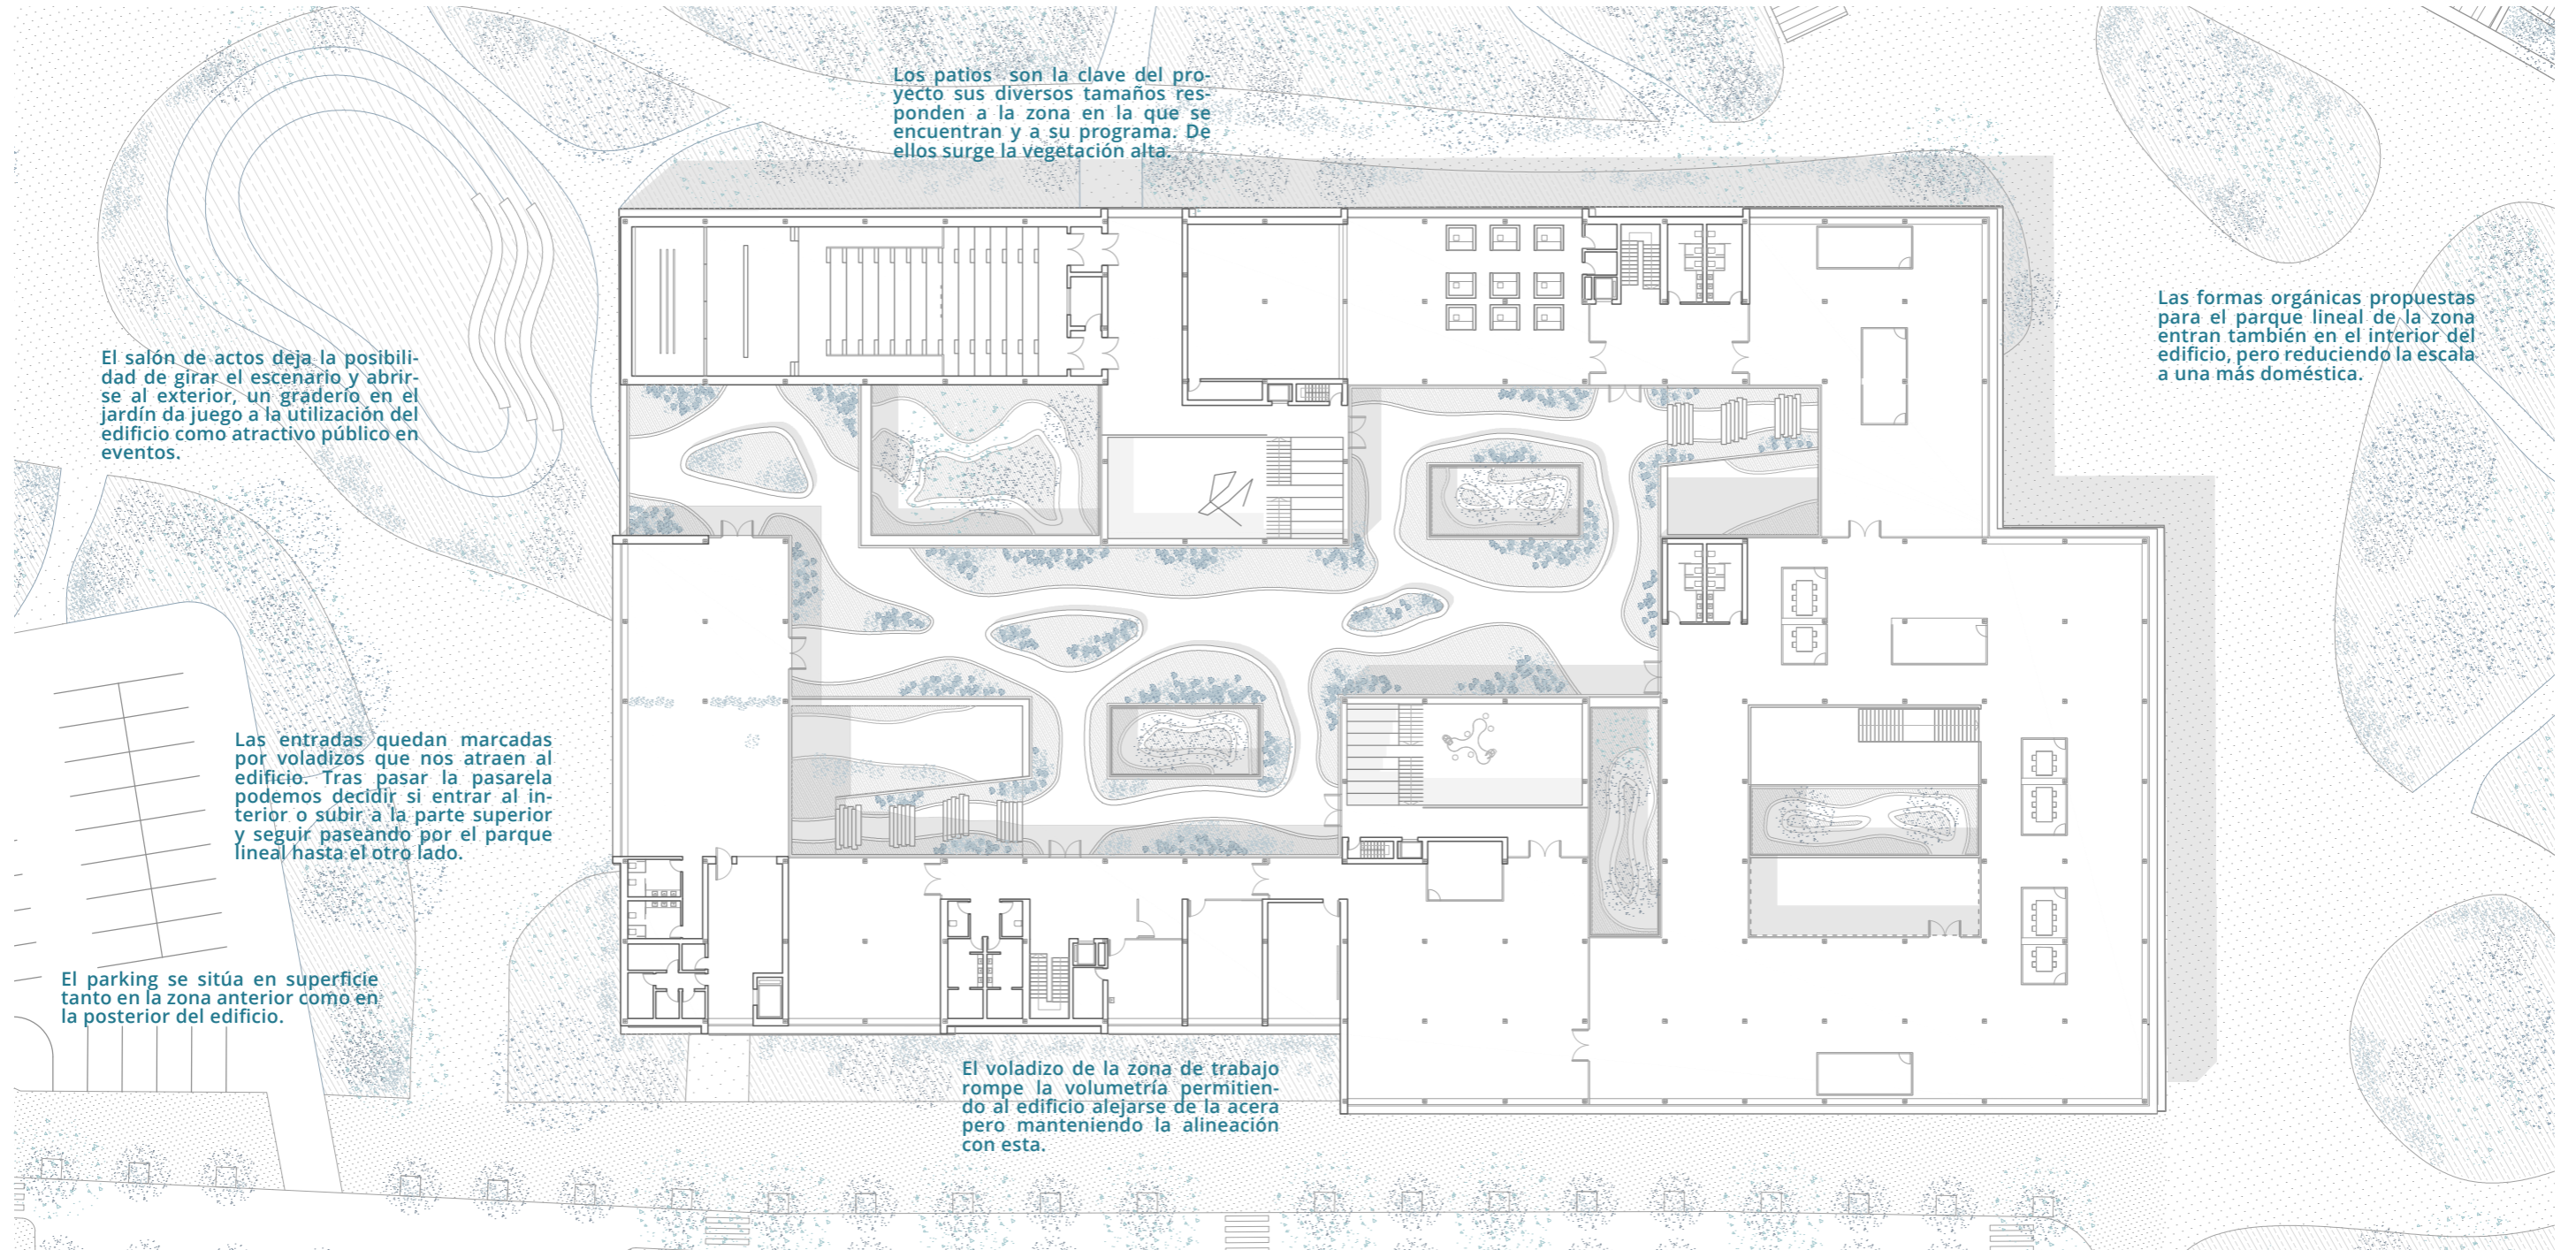 Los patios son la clave del pro-
yecto sus diversos tamaños res-
ponden a la zona en la que se
encuentran y a su programa. De
ellos surge la vegetación alta.
Las formas orgánicas propuestas
para el parque lineal de la zona
entran también en el interior del
edificio, pero reduciendo la escala
a una más doméstica.
El salón de actos deja la posibili-
dad de girar el escenario y abrir-
se al exterior, un graderío en el
jardín da juego a la utilización del
edificio como atractivo público en
eventos.
Las entradas quedan marcadas
por voladizos que nos atraen al
edificio. Tras pasar la pasarela
podemos decidir si entrar al in-
terior o subir a la parte superior
y seguir paseando por el parque
lineal hasta el otro lado.
El parking se sitúa en superficie
tanto en la zona anterior como en
la posterior del edificio.
El voladizo de la zona de trabajo
rompe la volumetría permitien-
do al edificio alejarse de la acera
pero manteniendo la alineación
con esta.